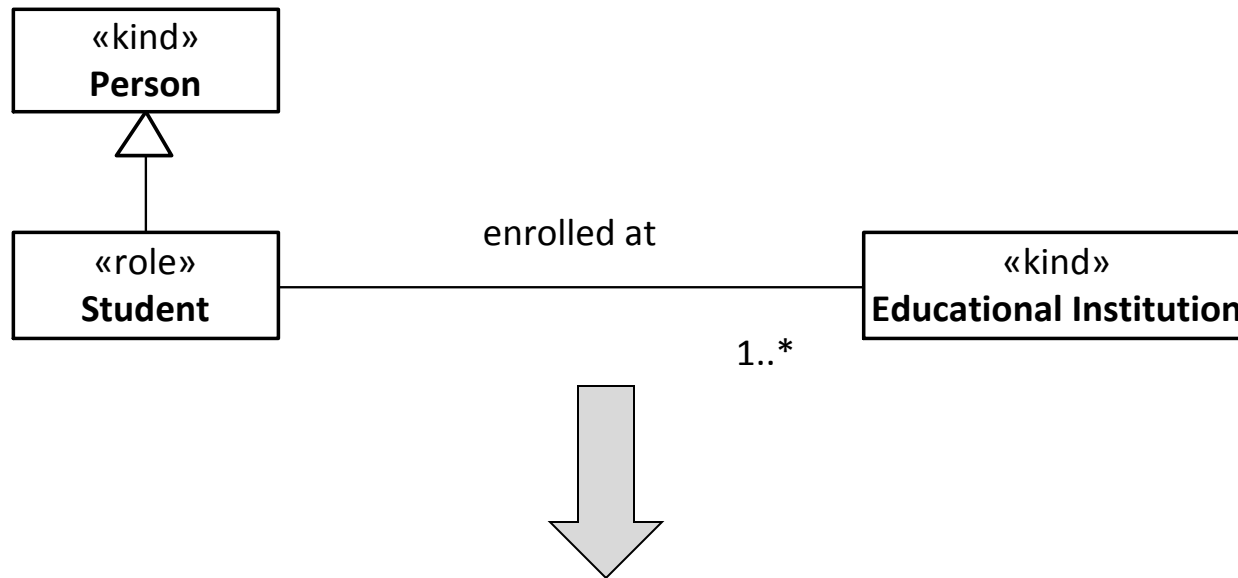 «kind»
Person
enrolled at
«role»
Student
«kind»
Educational Institution
1..*